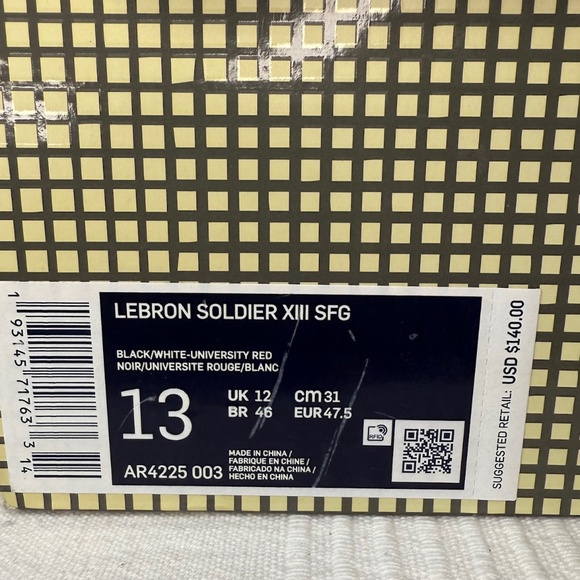 LEBRON SOLDIER XIII SFG
BLACK/WHITE-UNIVERSITY RED
NOIR/UNIVERSITE ROUGE/BLANC
13
UK 12
cm 31
BR 46
EUR 47.5
RFID
AR4225 003
MADE IN CHINA /
FABRIQUE EN CHINE /
FABRICADO NA CHINA /
HECHO EN CHINA
SUGGESTED RETAIL: USD $140.00
1 93145 71763 3 14